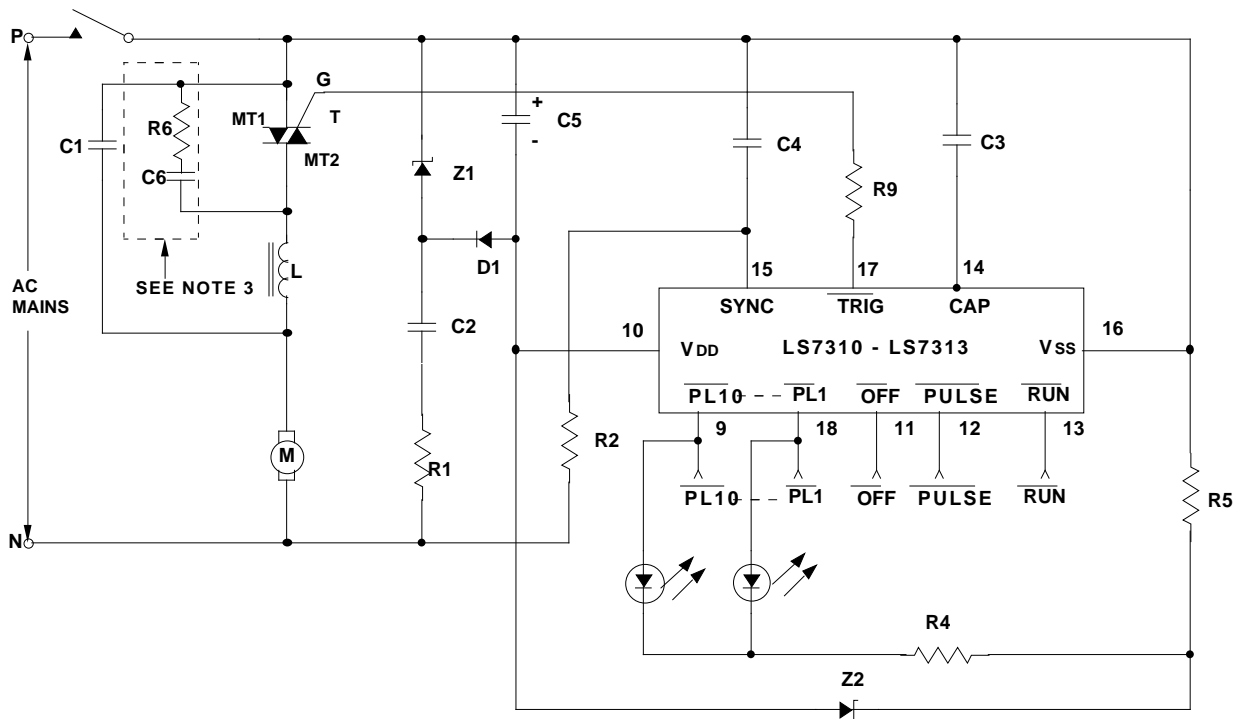 P
G
MT1
T
R6
C1
MT2
C6
+
C5
-
C4
C3
Z1
R9
D1
L
SEE NOTE 3
AC
MAINS
C2
15
17
14
SYNC
TRIG
CAP
10
16
VDD
LS7310 - LS7313
VSS
PL10 - - - PL1
OFF
PULSE
RUN
9
18
11
12
13
R2
M
R1
PL10 - - - PL1
OFF
PULSE
RUN
R5
N
R4
Z2